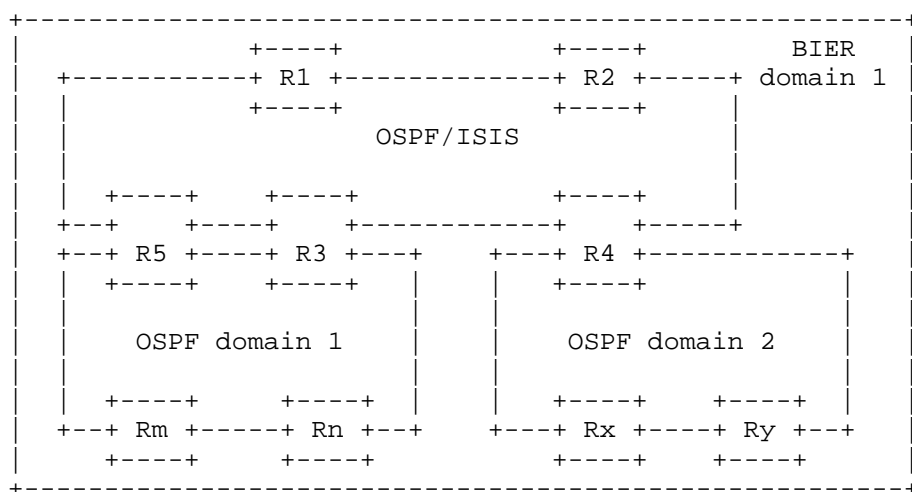 BIER
R1 R2 domain 1
OSPF/ISIS
R5 R3 R4
OSPF domain 1 OSPF domain 2
Rm Rn Rx Ry